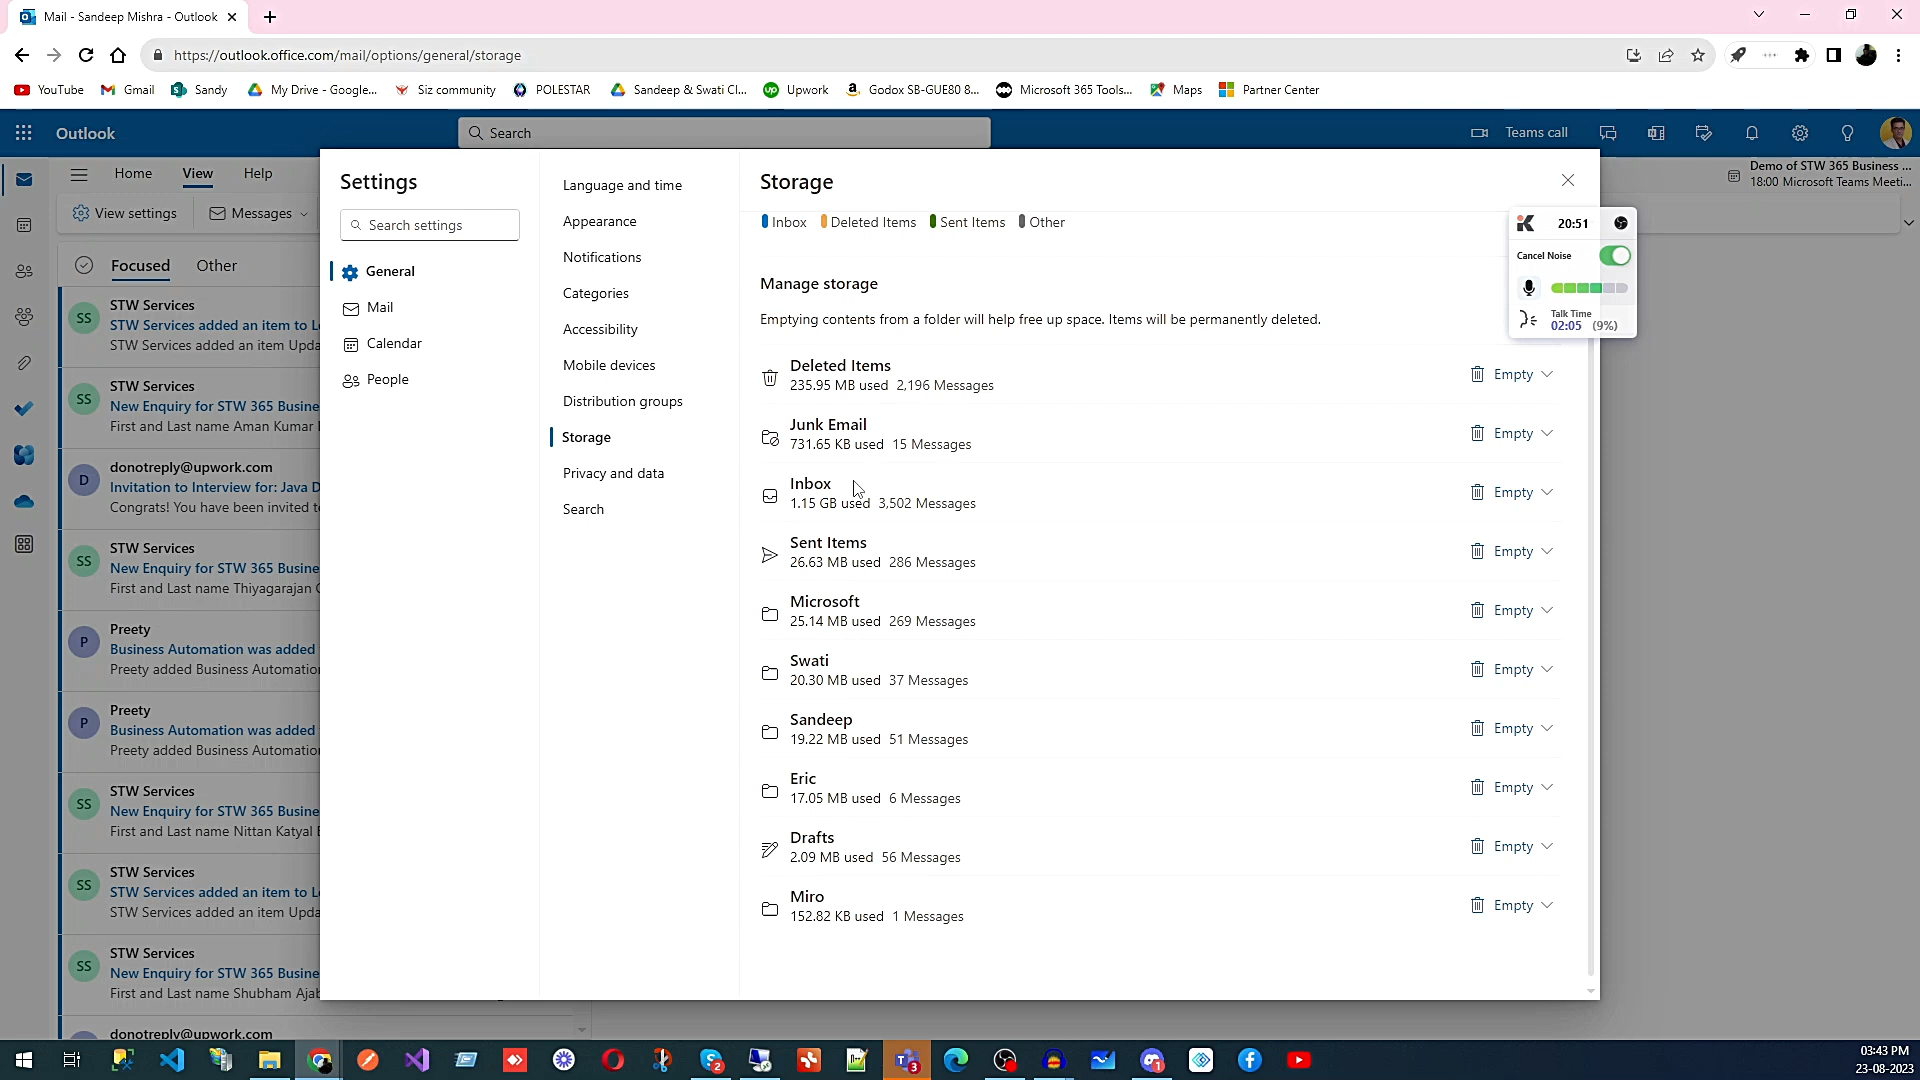 Mail - Sandeep Mishra - Outlook
https://outlook.office.com/mail/options/general/storage
YouTube
Gmail
Sandy
My Drive - Google...
Siz community
POLESTAR
Sandeep & Swati Cl...
Upwork
Godox SB-GUE80 8...
Microsoft 365 Tools...
Maps
Partner Center
Outlook
Search
Teams call
Home
View
Help
Demo of STW 365 Business ...
18:00 Microsoft Teams Meeti...
View settings
Messages
Focused
Other
SS
STW Services
STW Services added an item to L
STW Services added an item Upda
SS
STW Services
New Enquiry for STW 365 Busine
First and Last name Aman Kumar
D
donotreply@upwork.com
Invitation to Interview for: Java D
Congrats! You have been invited t
SS
STW Services
New Enquiry for STW 365 Busine
First and Last name Thiyagarajan
P
Preety
Business Automation was added
Preety added Business Automation
P
Preety
Business Automation was added
Preety added Business Automation
SS
STW Services
New Enquiry for STW 365 Busine
First and Last name Nittan Katyal
SS
STW Services
STW Services added an item to L
STW Services added an item Upda
SS
STW Services
New Enquiry for STW 365 Busine
First and Last name Shubham Ajab
donotreply@upwork.com
Settings
Search settings
General
Mail
Calendar
People
Language and time
Appearance
Notifications
Categories
Accessibility
Mobile devices
Distribution groups
Storage
Privacy and data
Search
Storage
Inbox
Deleted Items
Sent Items
Other
Manage storage
Emptying contents from a folder will help free up space. Items will be permanently deleted.
Deleted Items
235.95 MB used 2,196 Messages
Empty
Junk Email
731.65 KB used 15 Messages
Empty
Inbox
1.15 GB used 3,502 Messages
Empty
Sent Items
26.63 MB used 286 Messages
Empty
Microsoft
25.14 MB used 269 Messages
Empty
Swati
20.30 MB used 37 Messages
Empty
Sandeep
19.22 MB used 51 Messages
Empty
Eric
17.05 MB used 6 Messages
Empty
Drafts
2.09 MB used 56 Messages
Empty
Miro
152.82 KB used 1 Messages
Empty
20:51
Cancel Noise
Talk Time
02:05 (9%)
03:43 PM
23-08-2023